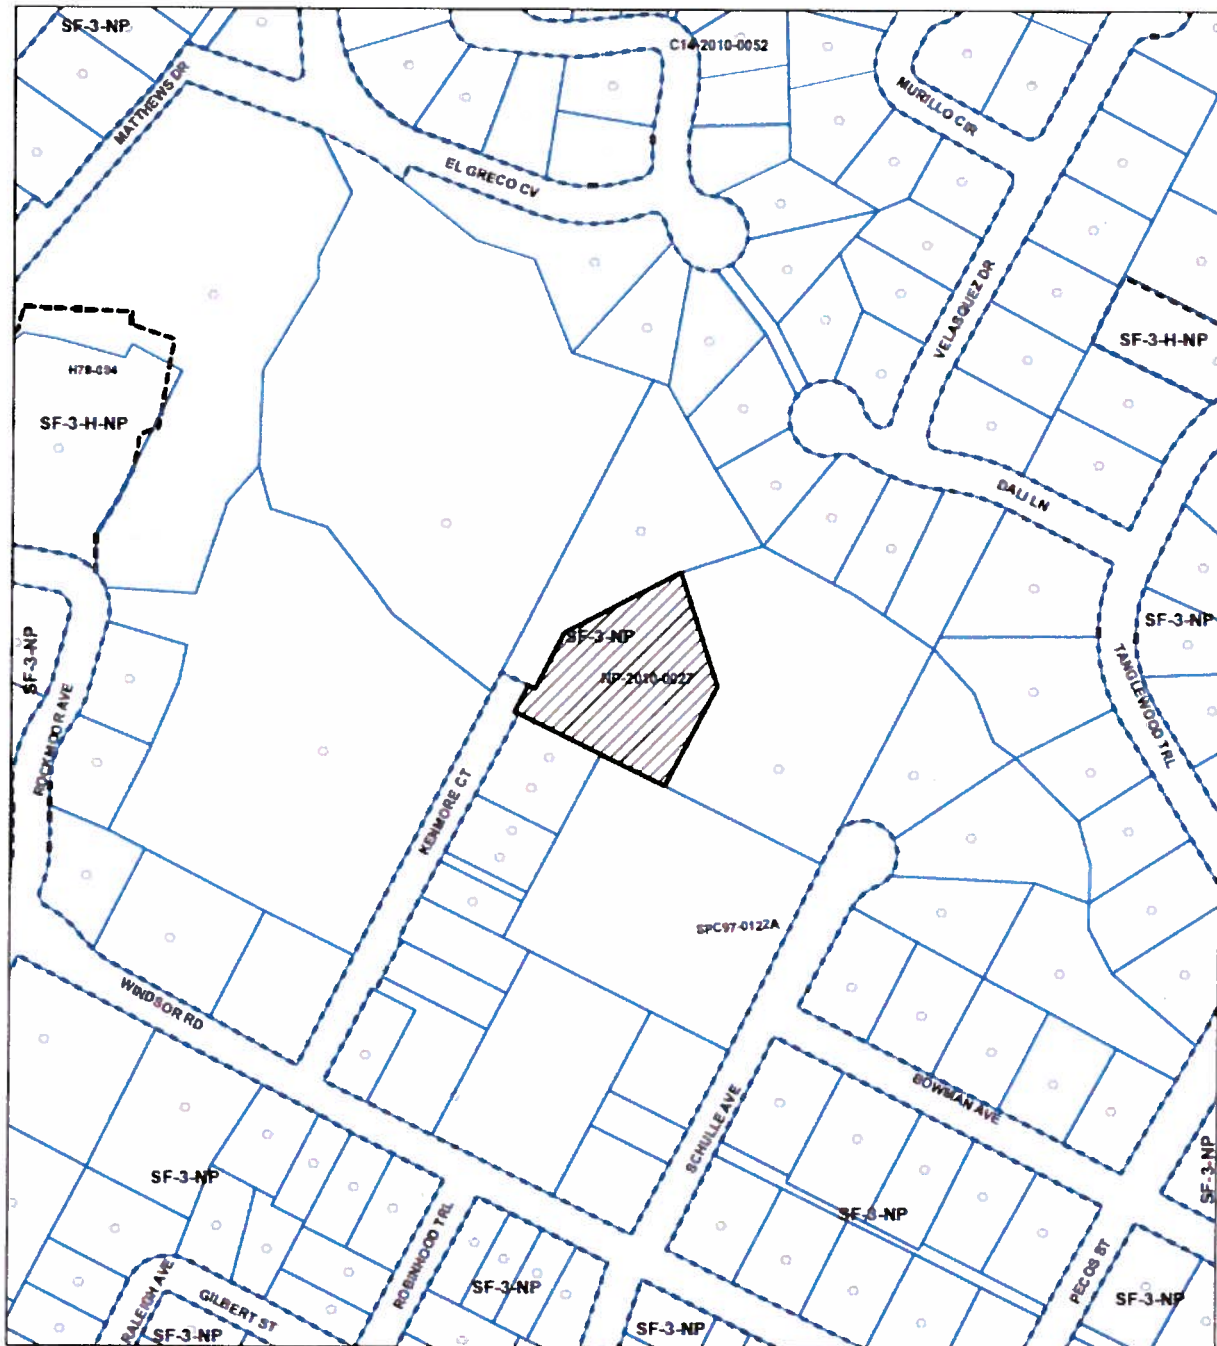 SF-3-NP
C14-2010-0052
MATTHEWS DR
MURILLO CIR
EL GRECO CV
VELASQUEZ DR
SF-3-H-NP
H78-004
SF-3-H-NP
DALI LN
SF-3-NP
SF-3-NP
SF-3-NP
NP-2010-0027
TANGLEWOOD TRL
ROCKMOOR AVE
KENMORE CT
SPC97-0122A
WINDSOR RD
BOWMAN AVE
SCHULLE AVE
SF-3-NP
SF-3-NP
SF-3-NP
ROBINHOOD TRL
PECOS ST
RALEIGH AVE
GILBERT ST
SF-3-NP
SF-3-NP
SF-3-NP
SF-3-NP